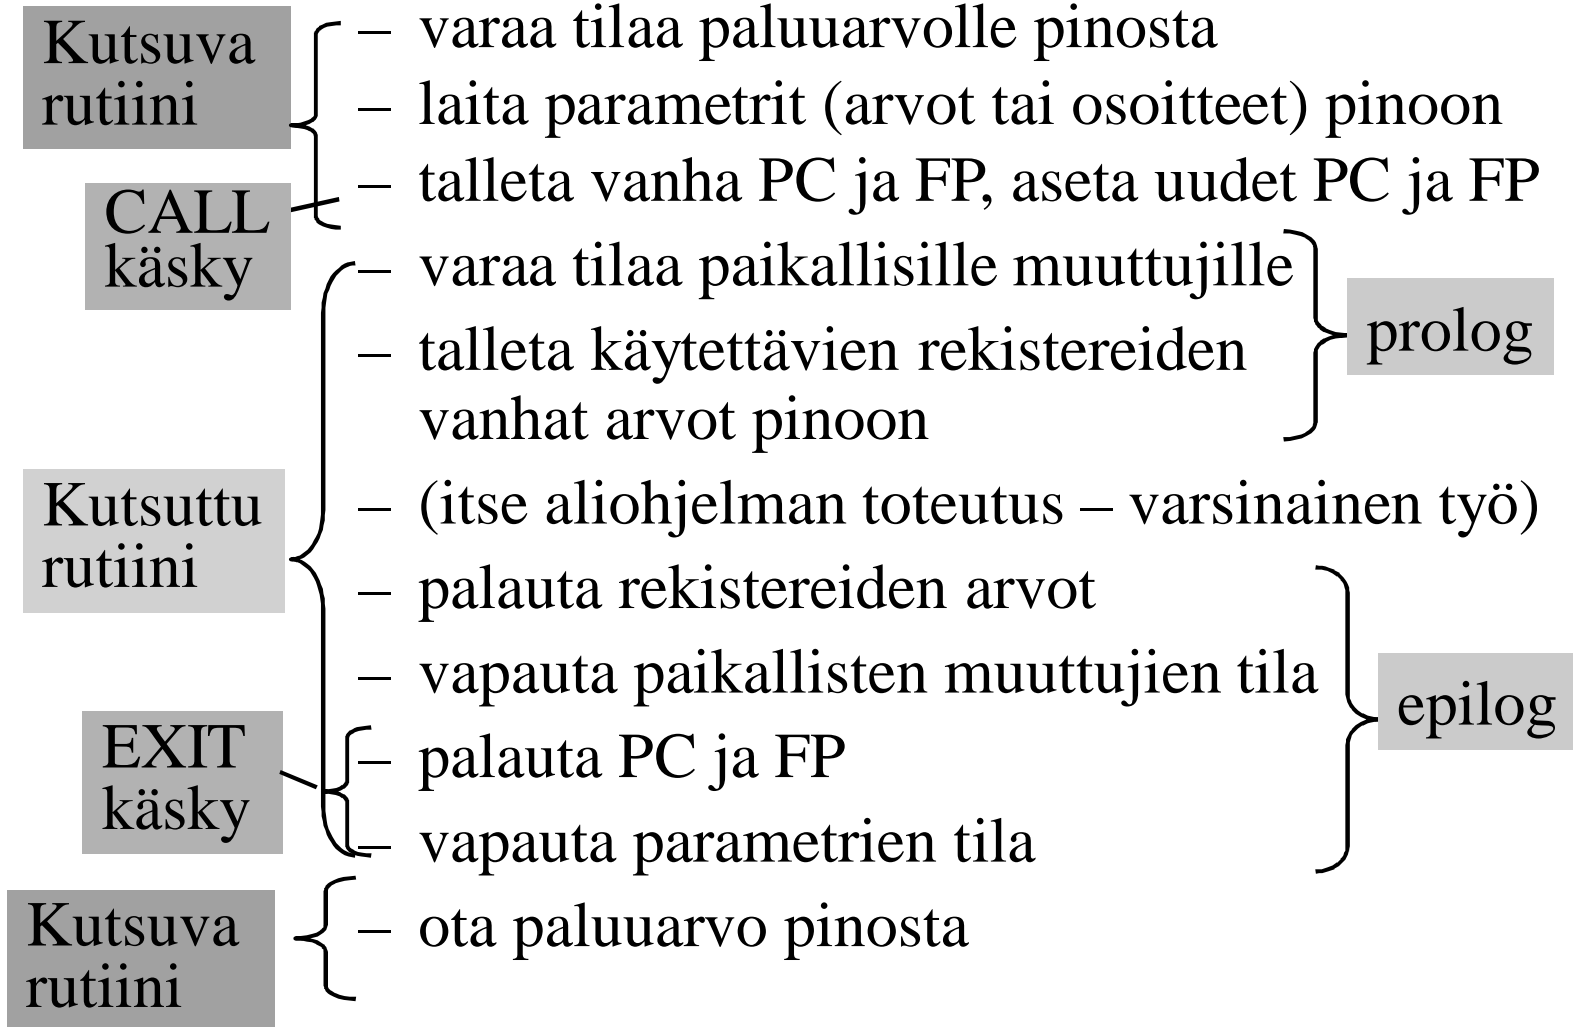 Kutsuva
rutiini
– varaa tilaa paluuarvolle pinosta
– laita parametrit (arvot tai osoitteet) pinoon
CALL
käsky
– talleta vanha PC ja FP, aseta uudet PC ja FP
Kutsuttu
rutiini
– varaa tilaa paikallisille muuttujille
– talleta käytettävien rekistereiden
vanhat arvot pinoon
prolog
– (itse aliohjelman toteutus – varsinainen työ)
– palauta rekistereiden arvot
– vapauta paikallisten muuttujien tila
EXIT
käsky
– palauta PC ja FP
– vapauta parametrien tila
epilog
Kutsuva
rutiini
– ota paluuarvo pinosta